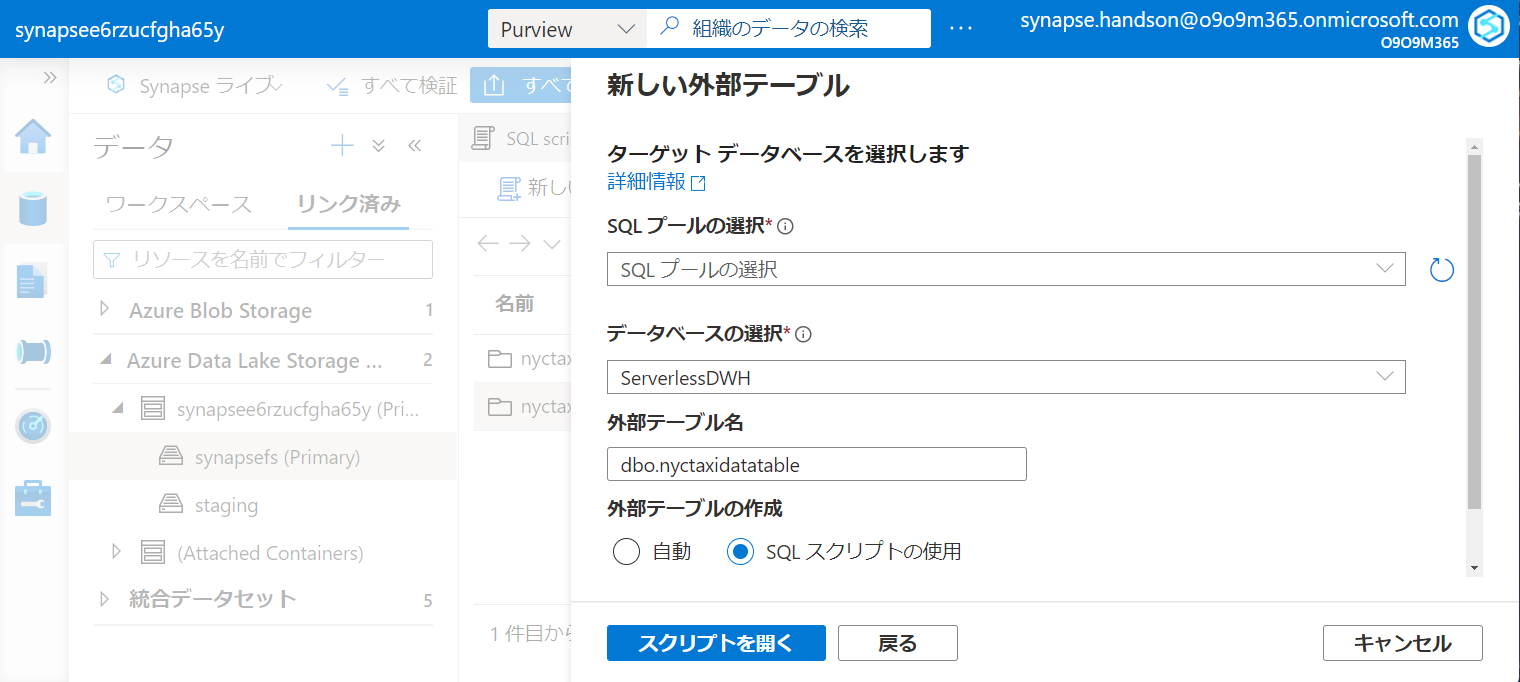 synapsee6rzucfgha65y
Purview
組織のデータの検索
synapse.handson@o9o9m365.onmicrosoft.com
O9O9M365
Synapse ライブ
すべて検証
すべて
データ
ワークスペース
リンク済み
リソースを名前でフィルター
Azure Blob Storage 1
Azure Data Lake Storage ... 2
synapsee6rzucfgha65y (Pri...
synapsefs (Primary)
staging
(Attached Containers)
統合データセット 5
SQL scri
新し
名前
nyctax
nyctax
1 件目から
新しい外部テーブル
ターゲット データベースを選択します
詳細情報
SQL プールの選択*
SQL プールの選択
データベースの選択*
ServerlessDWH
外部テーブル名
dbo.nyctaxidatatable
外部テーブルの作成
自動
SQL スクリプトの使用
スクリプトを開く
戻る
キャンセル